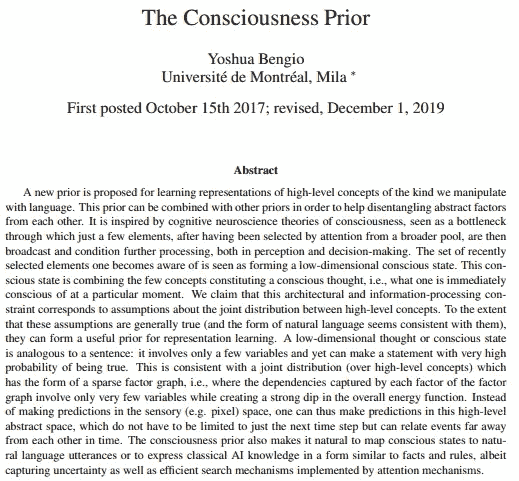 The Consciousness Prior
Yoshua Bengio
Université de Montréal, Mila *
First posted October 15th 2017; revised, December 1, 2019
Abstract
A new prior is proposed for learning representations of high-level concepts of the kind we manipulate
with language. This prior can be combined with other priors in order to help disentangling abstract factors
from each other. It is inspired by cognitive neuroscience theories of consciousness, seen as a bottleneck
through which just a few elements, after having been selected by attention from a broader pool, are then
broadcast and condition further processing, both in perception and decision-making. The set of recently
selected elements one becomes aware of is seen as forming a low-dimensional conscious state. This con-
scious state is combining the few concepts constituting a conscious thought, i.e., what one is immediately
conscious of at a particular moment. We claim that this architectural and information-processing con-
straint corresponds to assumptions about the joint distribution between high-level concepts. To the extent
that these assumptions are generally true (and the form of natural language seems consistent with them),
they can form a useful prior for representation learning. A low-dimensional thought or conscious state
is analogous to a sentence: it involves only a few variables and yet can make a statement with very high
probability of being true. This is consistent with a joint distribution (over high-level concepts) which
has the form of a sparse factor graph, i.e., where the dependencies captured by each factor of the factor
graph involve only very few variables while creating a strong dip in the overall energy function. Instead
of making predictions in the sensory (e.g. pixel) space, one can thus make predictions in this high-level
abstract space, which do not have to be limited to just the next time step but can relate events far away
from each other in time. The consciousness prior also makes it natural to map conscious states to natu-
ral language utterances or to express classical AI knowledge in a form similar to facts and rules, albeit
capturing uncertainty as well as efficient search mechanisms implemented by attention mechanisms.